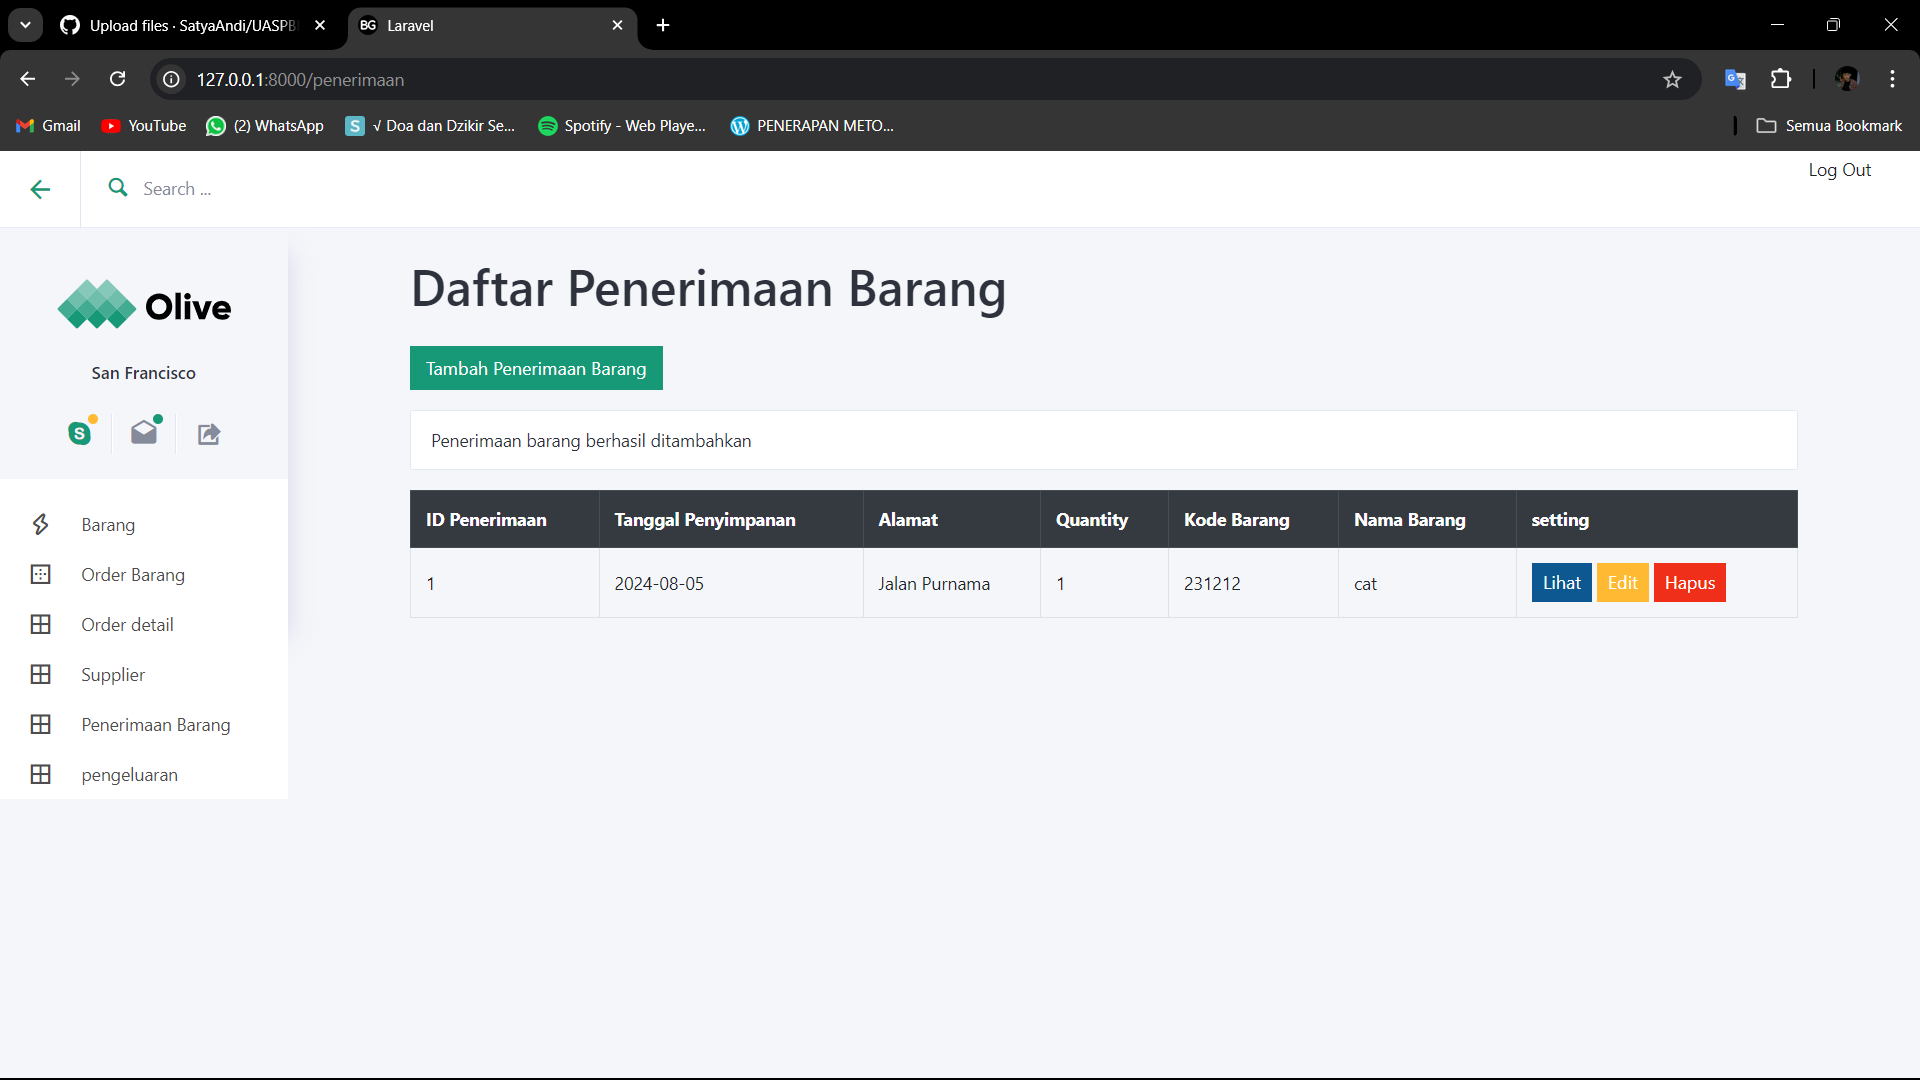 Upload files · SatyaAndi/UASPB
BG Laravel
127.0.0.1:8000/penerimaan
Gmail YouTube (2) WhatsApp S √ Doa dan Dzikir Se... Spotify - Web Playe... PENERAPAN METO... Semua Bookmark
Search ... Log Out
Olive
San Francisco
S
Barang
Order Barang
Order detail
Supplier
Penerimaan Barang
pengeluaran
Daftar Penerimaan Barang
Tambah Penerimaan Barang
Penerimaan barang berhasil ditambahkan
ID Penerimaan Tanggal Penyimpanan Alamat Quantity Kode Barang Nama Barang setting
1 2024-08-05 Jalan Purnama 1 231212 cat Lihat Edit Hapus